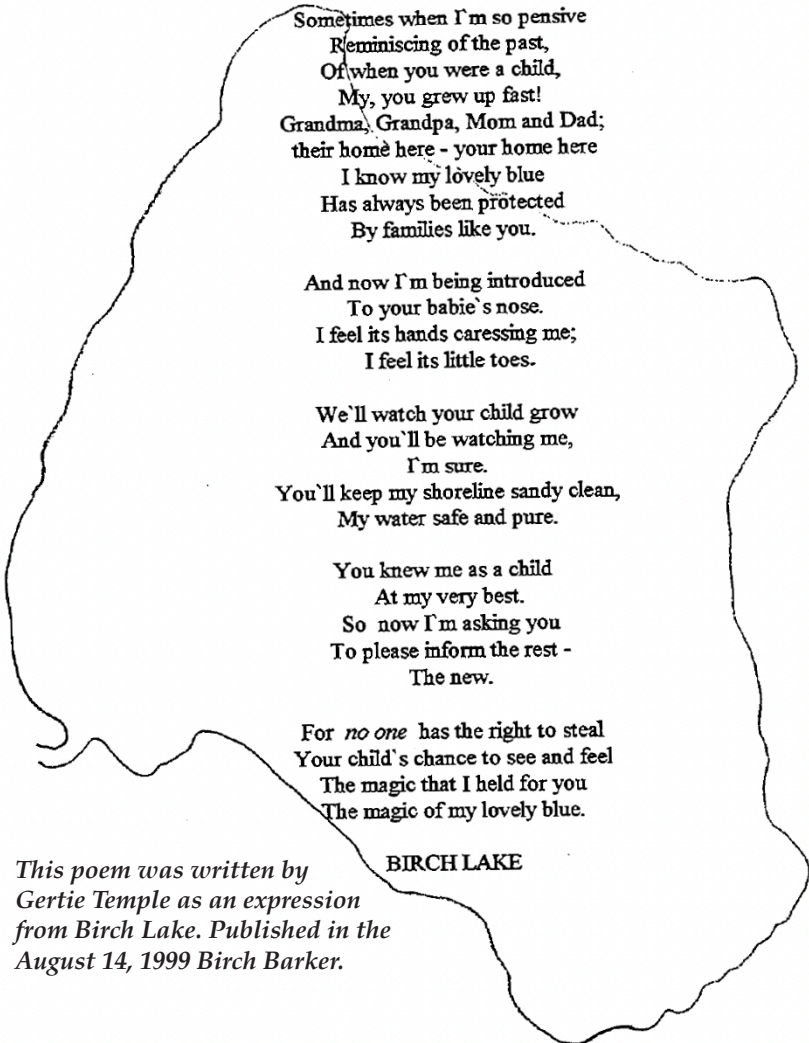 Sometimes when I`m so pensive
Reminiscing of the past,
Of when you were a child,
My, you grew up fast!
Grandma, Grandpa, Mom and Dad;
their home here - your home here
I know my lovely blue
Has always been protected
By families like you.

And now I`m being introduced
To your babie`s nose.
I feel its hands caressing me;
I feel its little toes.

We`ll watch your child grow
And you`ll be watching me,
I`m sure.
You`ll keep my shoreline sandy clean,
My water safe and pure.

You knew me as a child
At my very best.
So now I`m asking you
To please inform the rest -
The new.

For no one has the right to steal
Your child`s chance to see and feel
The magic that I held for you
The magic of my lovely blue.

BIRCH LAKE

This poem was written by
Gertie Temple as an expression
from Birch Lake. Published in the
August 14, 1999 Birch Barker.